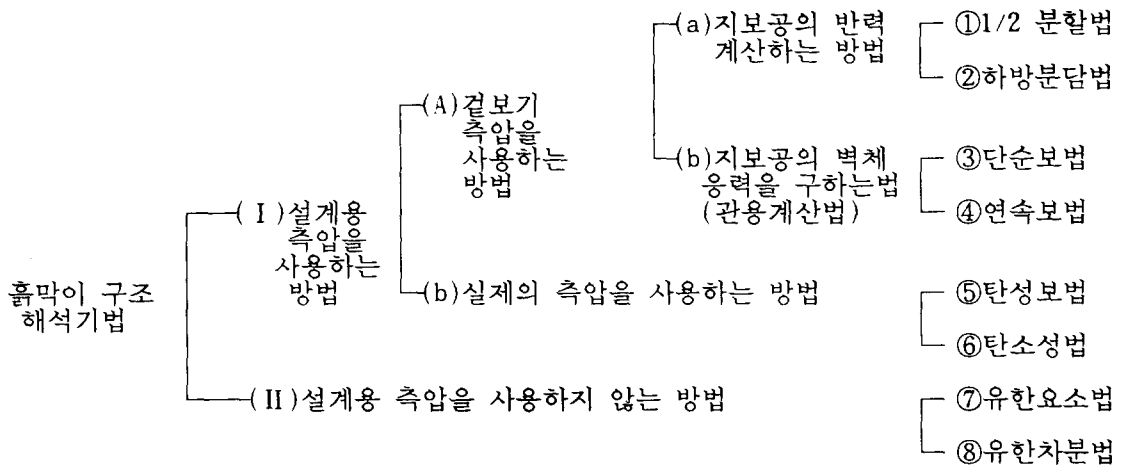 (a)지보공의 반력
계산하는 방법
①1/2 분할법
②하방분담법
(A)겉보기
측압을
사용하는
방법
(b)지보공의 벽체
응력을 구하는법
(관용계산법)
③단순보법
④연속보법
(Ⅰ)설계용
측압을
사용하는
방법
(b)실제의 측압을 사용하는 방법
⑤탄성보법
⑥탄소성법
흙막이 구조
해석기법
(Ⅱ)설계용 측압을 사용하지 않는 방법
⑦유한요소법
⑧유한차분법